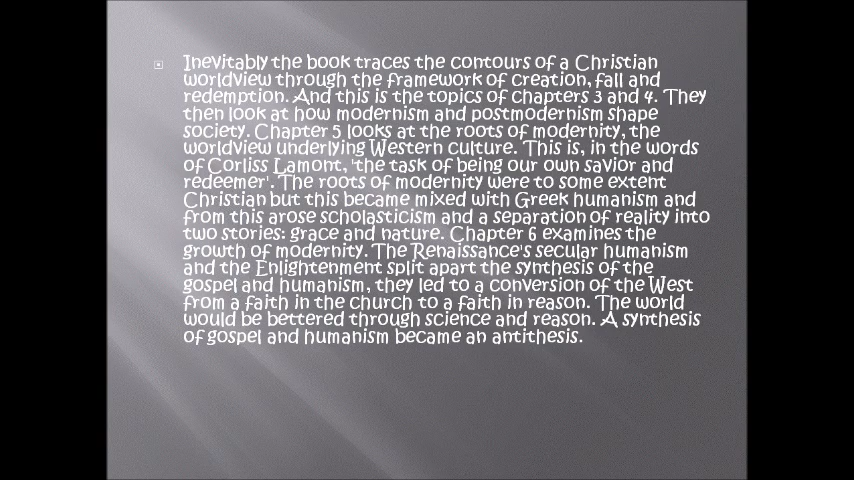 Inevitably the book traces the contours of a Christian
worldview through the framework of creation, fall and
redemption. And this is the topics of chapters 3 and 4. They
then look at how modernism and postmodernism shape
society. Chapter 5 looks at the roots of modernity, the
worldview underlying Western culture. This is, in the words
of Corliss Lamont, 'the task of being our own savior and
redeemer'. The roots of modernity were to some extent
Christian but this became mixed with Greek humanism and
from this arose scholasticism and a separation of reality into
two stories: grace and nature. Chapter 6 examines the
growth of modernity. The Renaissance's secular humanism
and the Enlightenment split apart the synthesis of the
gospel and humanism, they led to a conversion of the West
from a faith in the church to a faith in reason. The world
would be bettered through science and reason. A synthesis
of gospel and humanism became an antithesis.